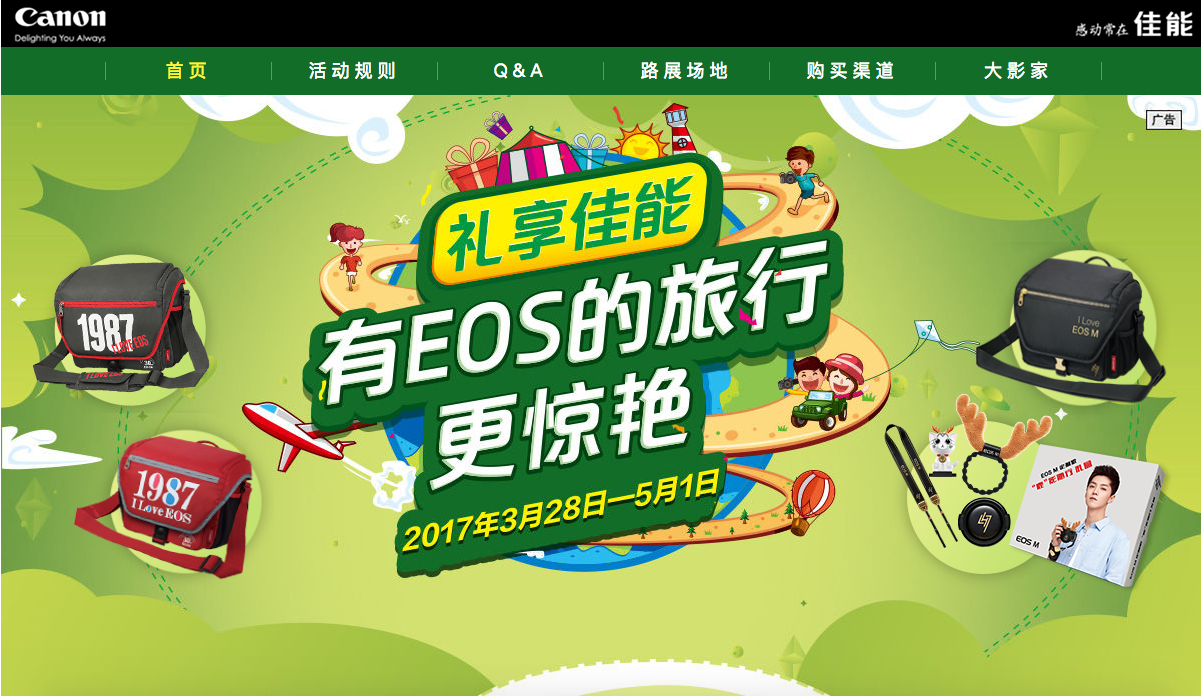 Canon
Delighting You Always
感动常在 佳能
首页 活动规则 Q&A 路展场地 购买渠道 大影家
广告
礼享佳能
有EOS的旅行
更惊艳
2017年3月28日—5月1日
1987
I LOVE EOS
1987
I Love EOS
I Love
EOS M
EOS M